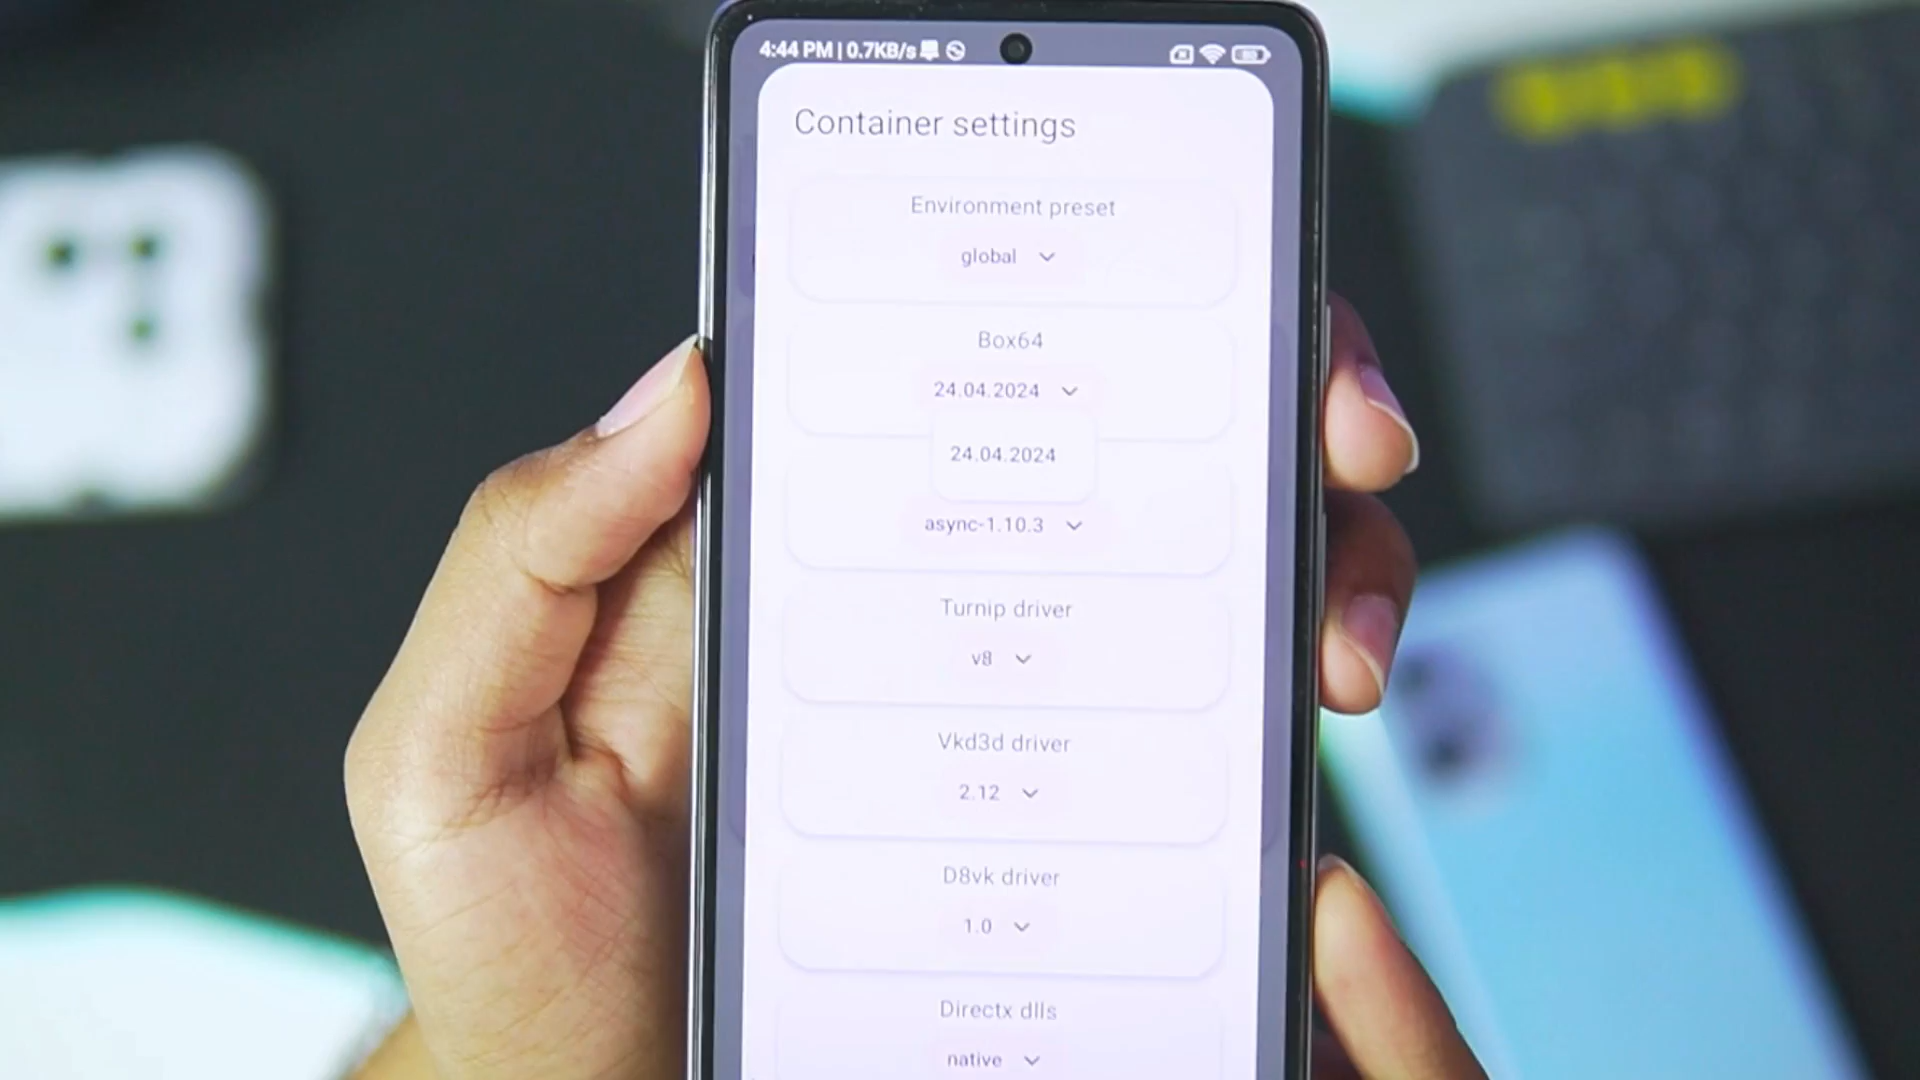 4:44 PM | 0.7KB/s
Container settings
Environment preset
global
Box64
24.04.2024
24.04.2024
async-1.10.3
Turnip driver
v8
Vkd3d driver
2.12
D8vk driver
1.0
Directx dlls
native